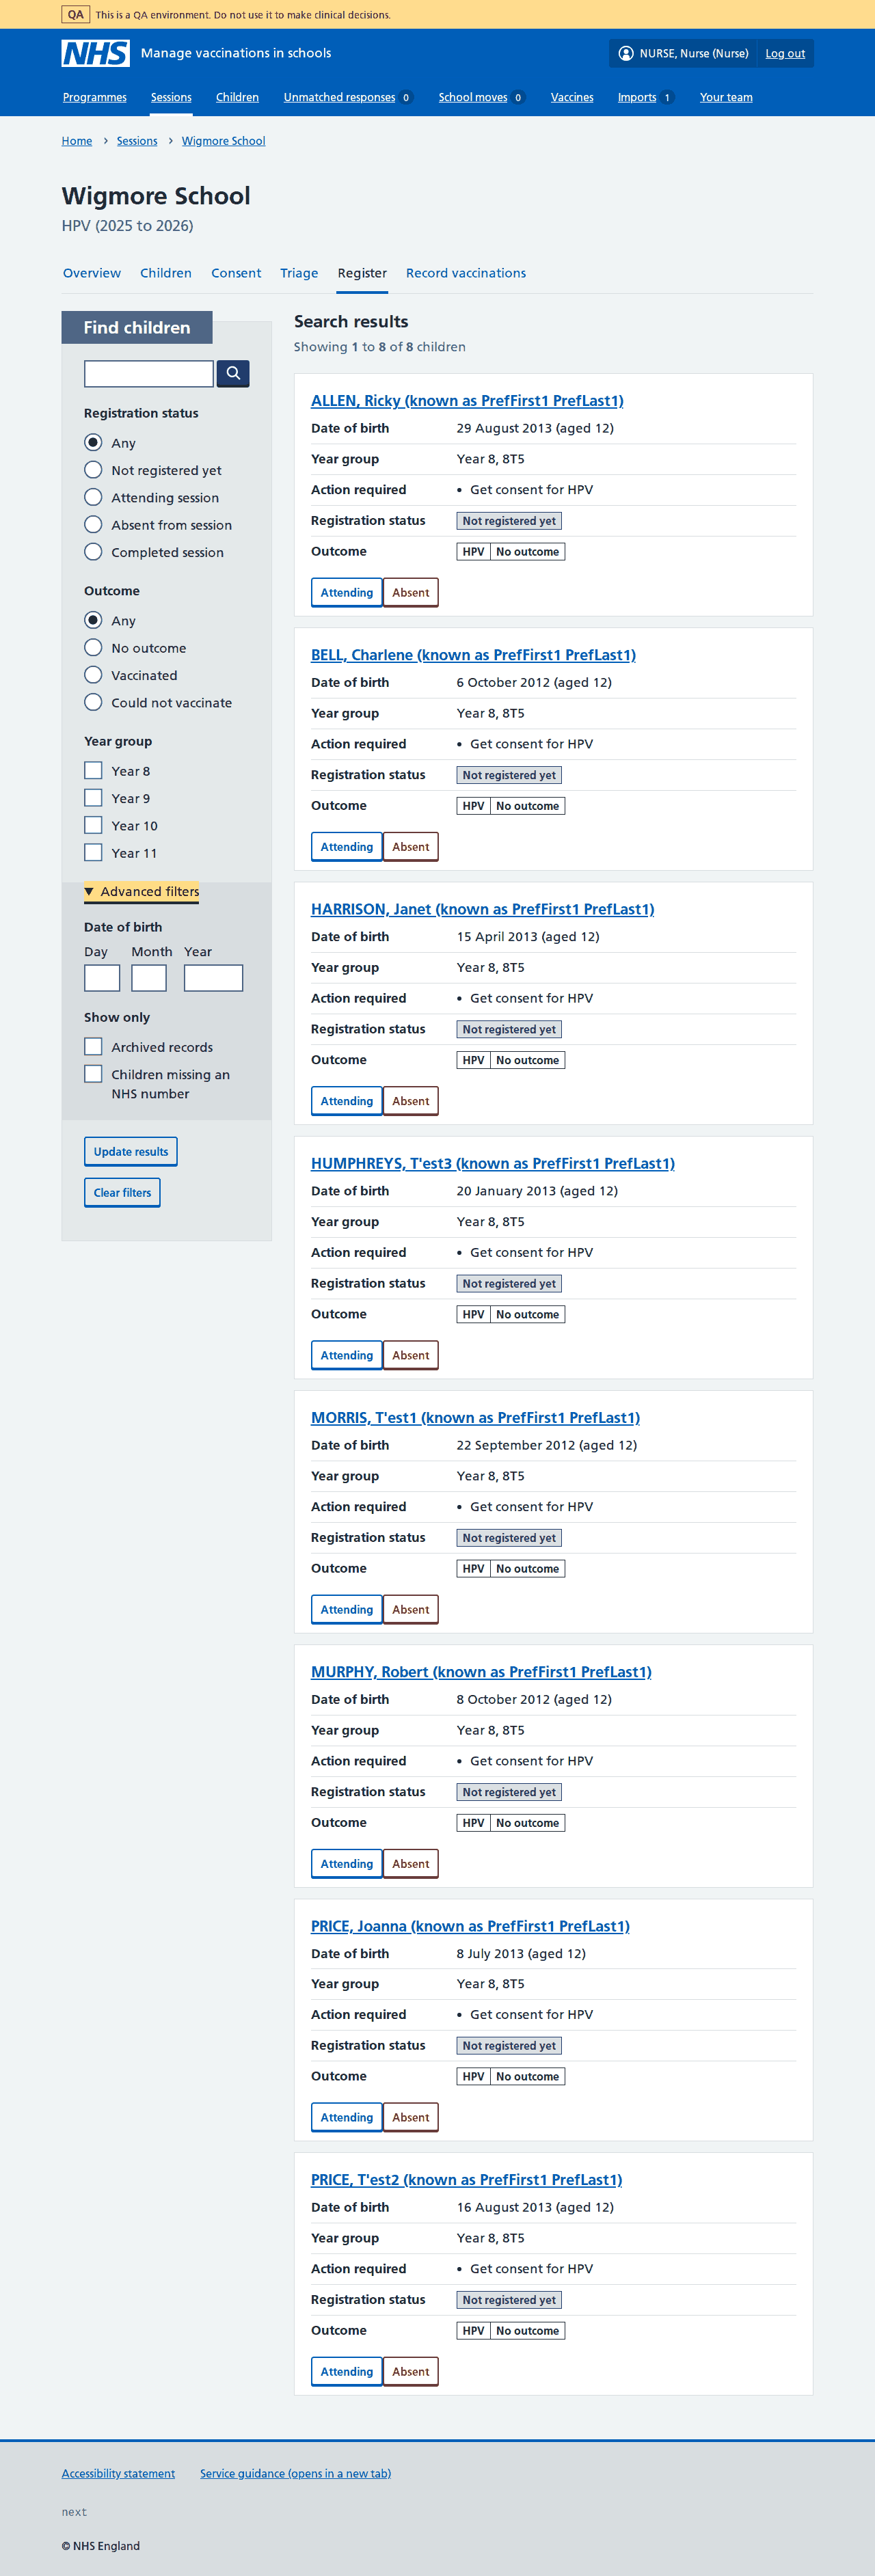 QA This is a QA environment. Do not use it to make clinical decisions.
NHS Manage vaccinations in schools NURSE, Nurse (Nurse) Log out
Programmes Sessions Children Unmatched responses 0 School moves 0 Vaccines Imports 1 Your team
Home Sessions Wigmore School
Wigmore School
HPV (2025 to 2026)
Overview Children Consent Triage Register Record vaccinations
Find children
Registration status
Any
Not registered yet
Attending session
Absent from session
Completed session
Outcome
Any
No outcome
Vaccinated
Could not vaccinate
Year group
Year 8
Year 9
Year 10
Year 11
Advanced filters
Date of birth
Day Month Year
Show only
Archived records
Children missing an
NHS number
Update results
Clear filters
Search results
Showing 1 to 8 of 8 children
ALLEN, Ricky (known as PrefFirst1 PrefLast1)
Date of birth 29 August 2013 (aged 12)
Year group Year 8, 8T5
Action required • Get consent for HPV
Registration status Not registered yet
Outcome HPV No outcome
Attending Absent
BELL, Charlene (known as PrefFirst1 PrefLast1)
Date of birth 6 October 2012 (aged 12)
Year group Year 8, 8T5
Action required • Get consent for HPV
Registration status Not registered yet
Outcome HPV No outcome
Attending Absent
HARRISON, Janet (known as PrefFirst1 PrefLast1)
Date of birth 15 April 2013 (aged 12)
Year group Year 8, 8T5
Action required • Get consent for HPV
Registration status Not registered yet
Outcome HPV No outcome
Attending Absent
HUMPHREYS, T'est3 (known as PrefFirst1 PrefLast1)
Date of birth 20 January 2013 (aged 12)
Year group Year 8, 8T5
Action required • Get consent for HPV
Registration status Not registered yet
Outcome HPV No outcome
Attending Absent
MORRIS, T'est1 (known as PrefFirst1 PrefLast1)
Date of birth 22 September 2012 (aged 12)
Year group Year 8, 8T5
Action required • Get consent for HPV
Registration status Not registered yet
Outcome HPV No outcome
Attending Absent
MURPHY, Robert (known as PrefFirst1 PrefLast1)
Date of birth 8 October 2012 (aged 12)
Year group Year 8, 8T5
Action required • Get consent for HPV
Registration status Not registered yet
Outcome HPV No outcome
Attending Absent
PRICE, Joanna (known as PrefFirst1 PrefLast1)
Date of birth 8 July 2013 (aged 12)
Year group Year 8, 8T5
Action required • Get consent for HPV
Registration status Not registered yet
Outcome HPV No outcome
Attending Absent
PRICE, T'est2 (known as PrefFirst1 PrefLast1)
Date of birth 16 August 2013 (aged 12)
Year group Year 8, 8T5
Action required • Get consent for HPV
Registration status Not registered yet
Outcome HPV No outcome
Attending Absent
Accessibility statement Service guidance (opens in a new tab)
next
© NHS England